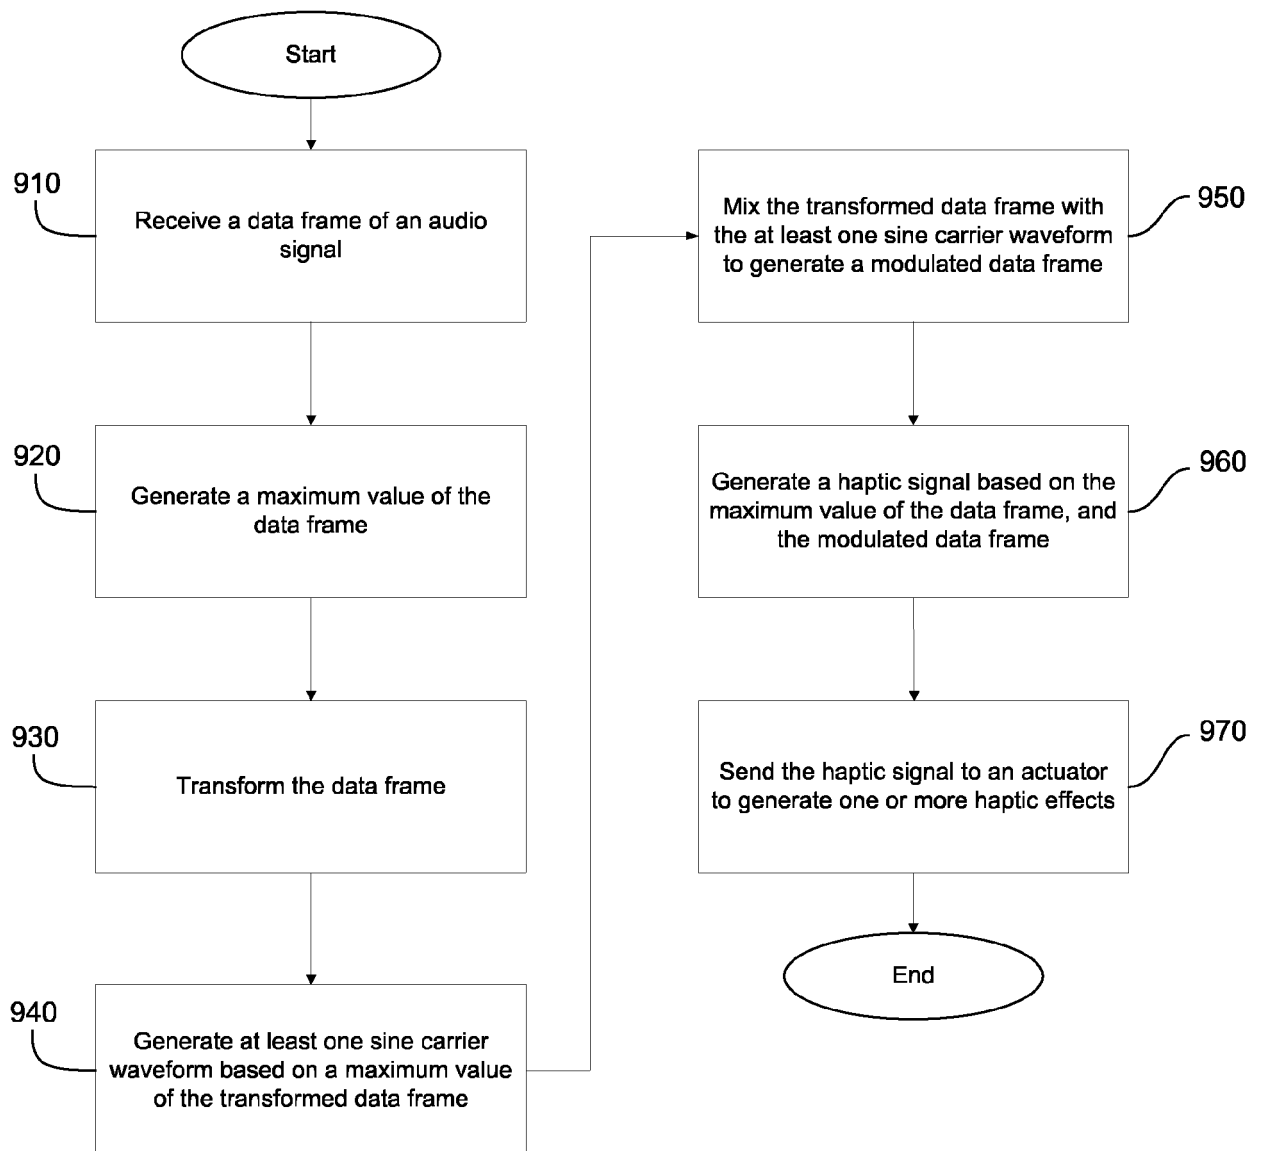 Start
910
Receive a data frame of an audio
signal
920
Generate a maximum value of the
data frame
930
Transform the data frame
940
Generate at least one sine carrier
waveform based on a maximum value
of the transformed data frame
950
Mix the transformed data frame with
the at least one sine carrier waveform
to generate a modulated data frame
960
Generate a haptic signal based on the
maximum value of the data frame, and
the modulated data frame
970
Send the haptic signal to an actuator
to generate one or more haptic effects
End